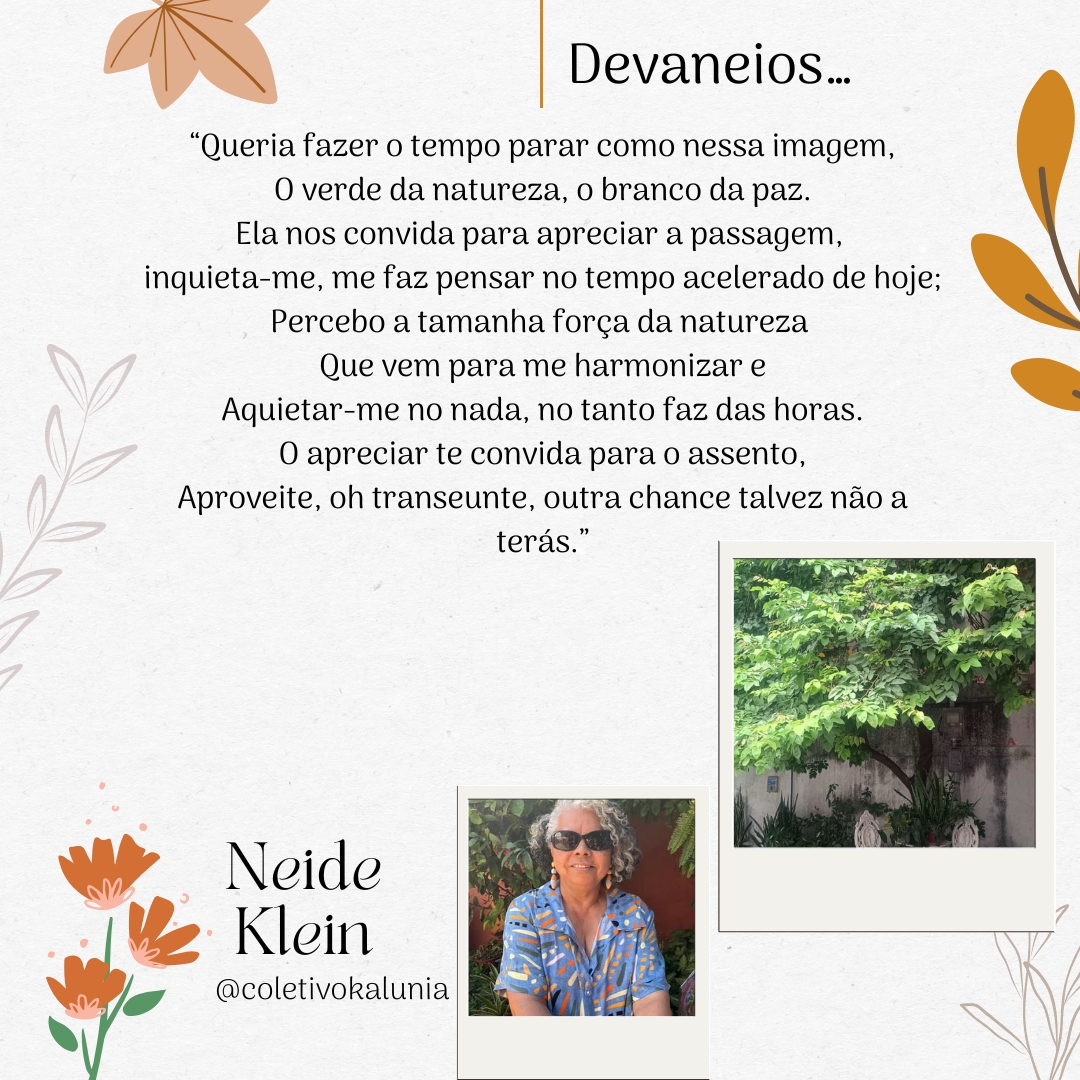 Devaneios...
“Queria fazer o tempo parar como nessa imagem,
O verde da natureza, o branco da paz.
Ela nos convida para apreciar a passagem,
inquieta-me, me faz pensar no tempo acelerado de hoje;
Percebo a tamanha força da natureza
Que vem para me harmonizar e
Aquietar-me no nada, no tanto faz das horas.
O apreciar te convida para o assento,
Aproveite, oh transeunte, outra chance talvez não a
terás.”
Neide
Klein
@coletivokalunia